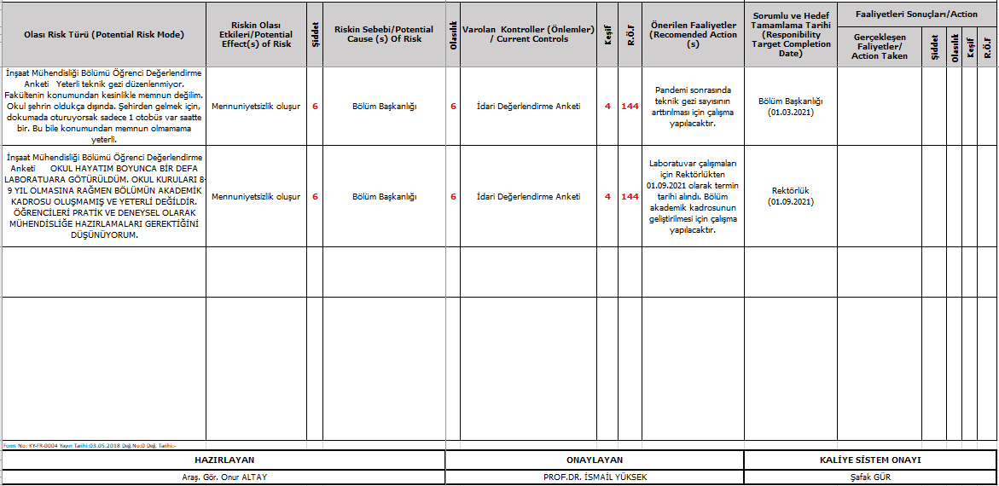 Olası Risk Türü (Potential Risk Mode)
Riskin Olası
Etkileri/Potential
Effect(s) of Risk
Şiddet
Riskin Sebebi/Potential
Cause (s) Of Risk
Olasılık
Varolan Kontroller (Önlemler)
/ Current Controls
Keşif
R.Ö.F
Önerilen Faaliyetler
(Recomended Action
(s)
Sorumlu ve Hedef
Tamamlama Tarihi
(Responibility
Target Completion
Date)
Faaliyetleri Sonuçları/Action
Gerçekleşen
Faliyetler/
Action Taken
Şiddet
Olasılık
Keşif
R.Ö.F
İnşaat Mühendisliği Bölümü Öğrenci Değerlendirme
Anketi Yeterli teknik gezi düzenlenmiyor.
Fakültenin konumundan kesinlikle memnun değilim.
Okul şehrin oldukça dışında. Şehirden gelmek için,
dokumada oturuyorsak sadece 1 otobüs var saatte
bir. Bu bile konumundan memnun olmamama
yeterli.
Mennuniyetsizlik oluşur
6
Bölüm Başkanlığı
6
İdari Değerlendirme Anketi
4
144
Pandemi sonrasında
teknik gezi sayısının
arttırılması için çalışma
yapılacaktır.
Bölüm Başkanlığı
(01.03.2021)
İnşaat Mühendisliği Bölümü Öğrenci Değerlendirme
Anketi OKUL HAYATIM BOYUNCA BİR DEFA
LABORATUARA GÖTÜRÜLDÜM. OKUL KURULARI 8-
9 YIL OLMASINA RAĞMEN BÖLÜMÜN AKADEMİK
KADROSU OLUŞMAMIŞ VE YETERLİ DEĞİLDİR.
ÖĞRENCİLERİ PRATİK VE DENEYSEL OLARAK
MÜHENDİSLİĞE HAZIRLAMALARI GEREKTİĞİNİ
DÜŞÜNÜYORUM.
Mennuniyetsizlik oluşur
6
Bölüm Başkanlığı
6
İdari Değerlendirme Anketi
4
144
Laboratuvar çalışmaları
için Rektörlükten
01.09.2021 olarak termin
tarihi alındı. Bölüm
akademik kadrosunun
geliştirilmesi için çalışma
yapılacaktır.
Rektörlük
(01.09.2021)
Form No: KY-FR-0004 Yayın Tarihi:03.05.2018 Değ.No:0 Değ. Tarihi:-
HAZIRLAYAN
ONAYLAYAN
KALİYE SİSTEM ONAYI
Araş. Gör. Onur ALTAY
PROF.DR. İSMAİL YÜKSEK
Şafak GÜR